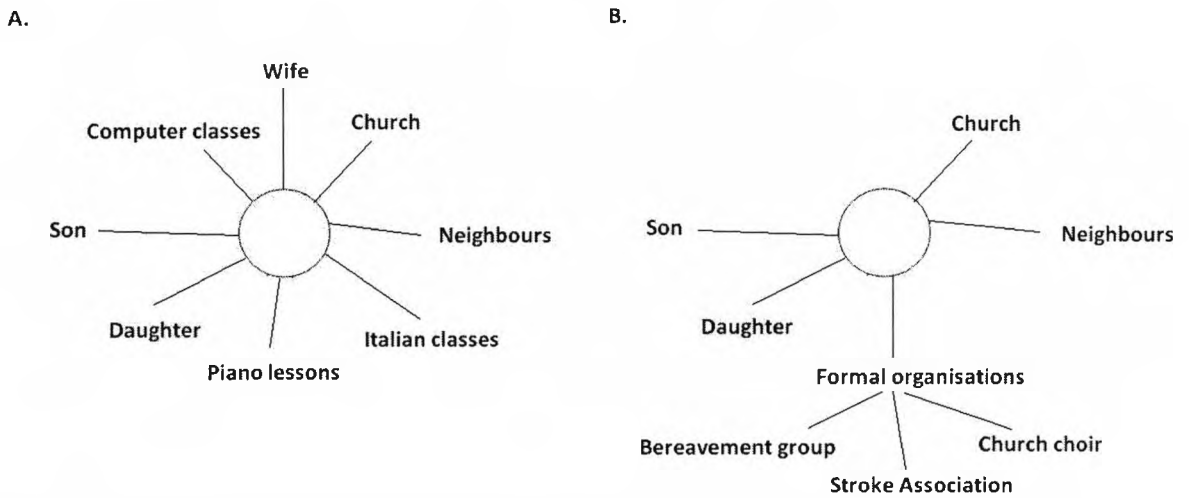 A.
Wife
Computer classes
Church
Son
Neighbours
Daughter
Italian classes
Piano lessons
B.
Church
Son
Neighbours
Daughter
Formal organisations
Bereavement group
Church choir
Stroke Association